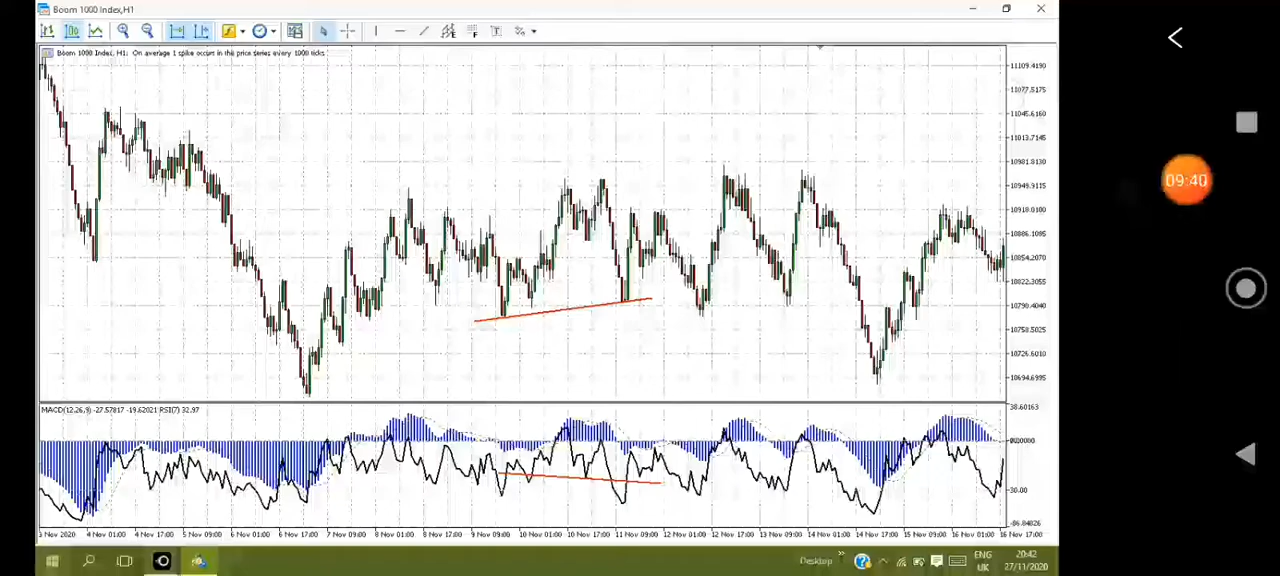 Boom 1000 Index,H1
Boom 1000 Index, H1: On average 1 spike occurs in the price series every 1000 ticks
11109.4190
11077.5175
11045.6160
11013.7145
10981.8130
10949.9115
10918.0100
10886.1085
10854.2070
10822.3055
10790.4040
10758.5025
10726.6010
10694.6995
09:40
MACD(12,26,9) -27.57817 -19.62021 RSI(7) 32.97
38.60163
30.00
-86.84826
3 Nov 2020 4 Nov 01:00 4 Nov 17:00 5 Nov 09:00 6 Nov 01:00 6 Nov 17:00 7 Nov 09:00 8 Nov 01:00 8 Nov 17:00 9 Nov 09:00 10 Nov 01:00 10 Nov 17:00 11 Nov 09:00 12 Nov 01:00 12 Nov 17:00 13 Nov 09:00 14 Nov 01:00 14 Nov 17:00 15 Nov 09:00 16 Nov 01:00 16 Nov 17:00
Desktop
ENG
UK
20:42
27/11/2020